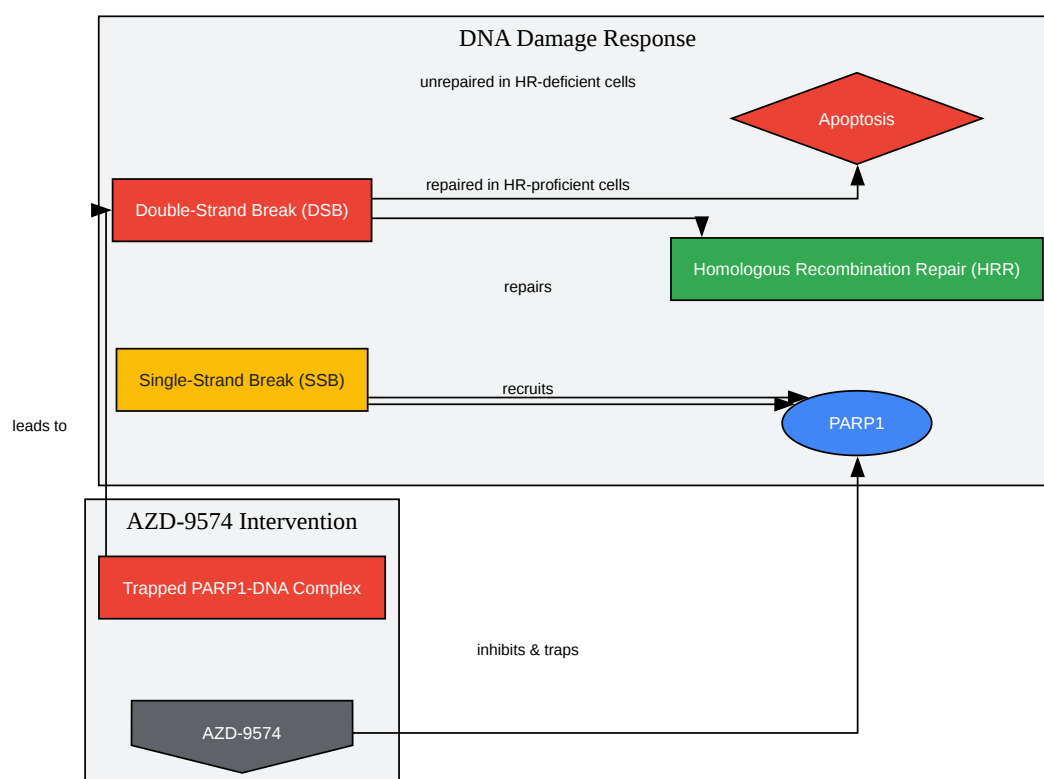 DNA Damage Response
unrepaired in HR-deficient cells
Apoptosis
repaired in HR-proficient cells
Double-Strand Break (DSB)
Homologous Recombination Repair (HRR)
repairs
Single-Strand Break (SSB)
recruits
PARP1
leads to
AZD-9574 Intervention
Trapped PARP1-DNA Complex
inhibits & traps
AZD-9574